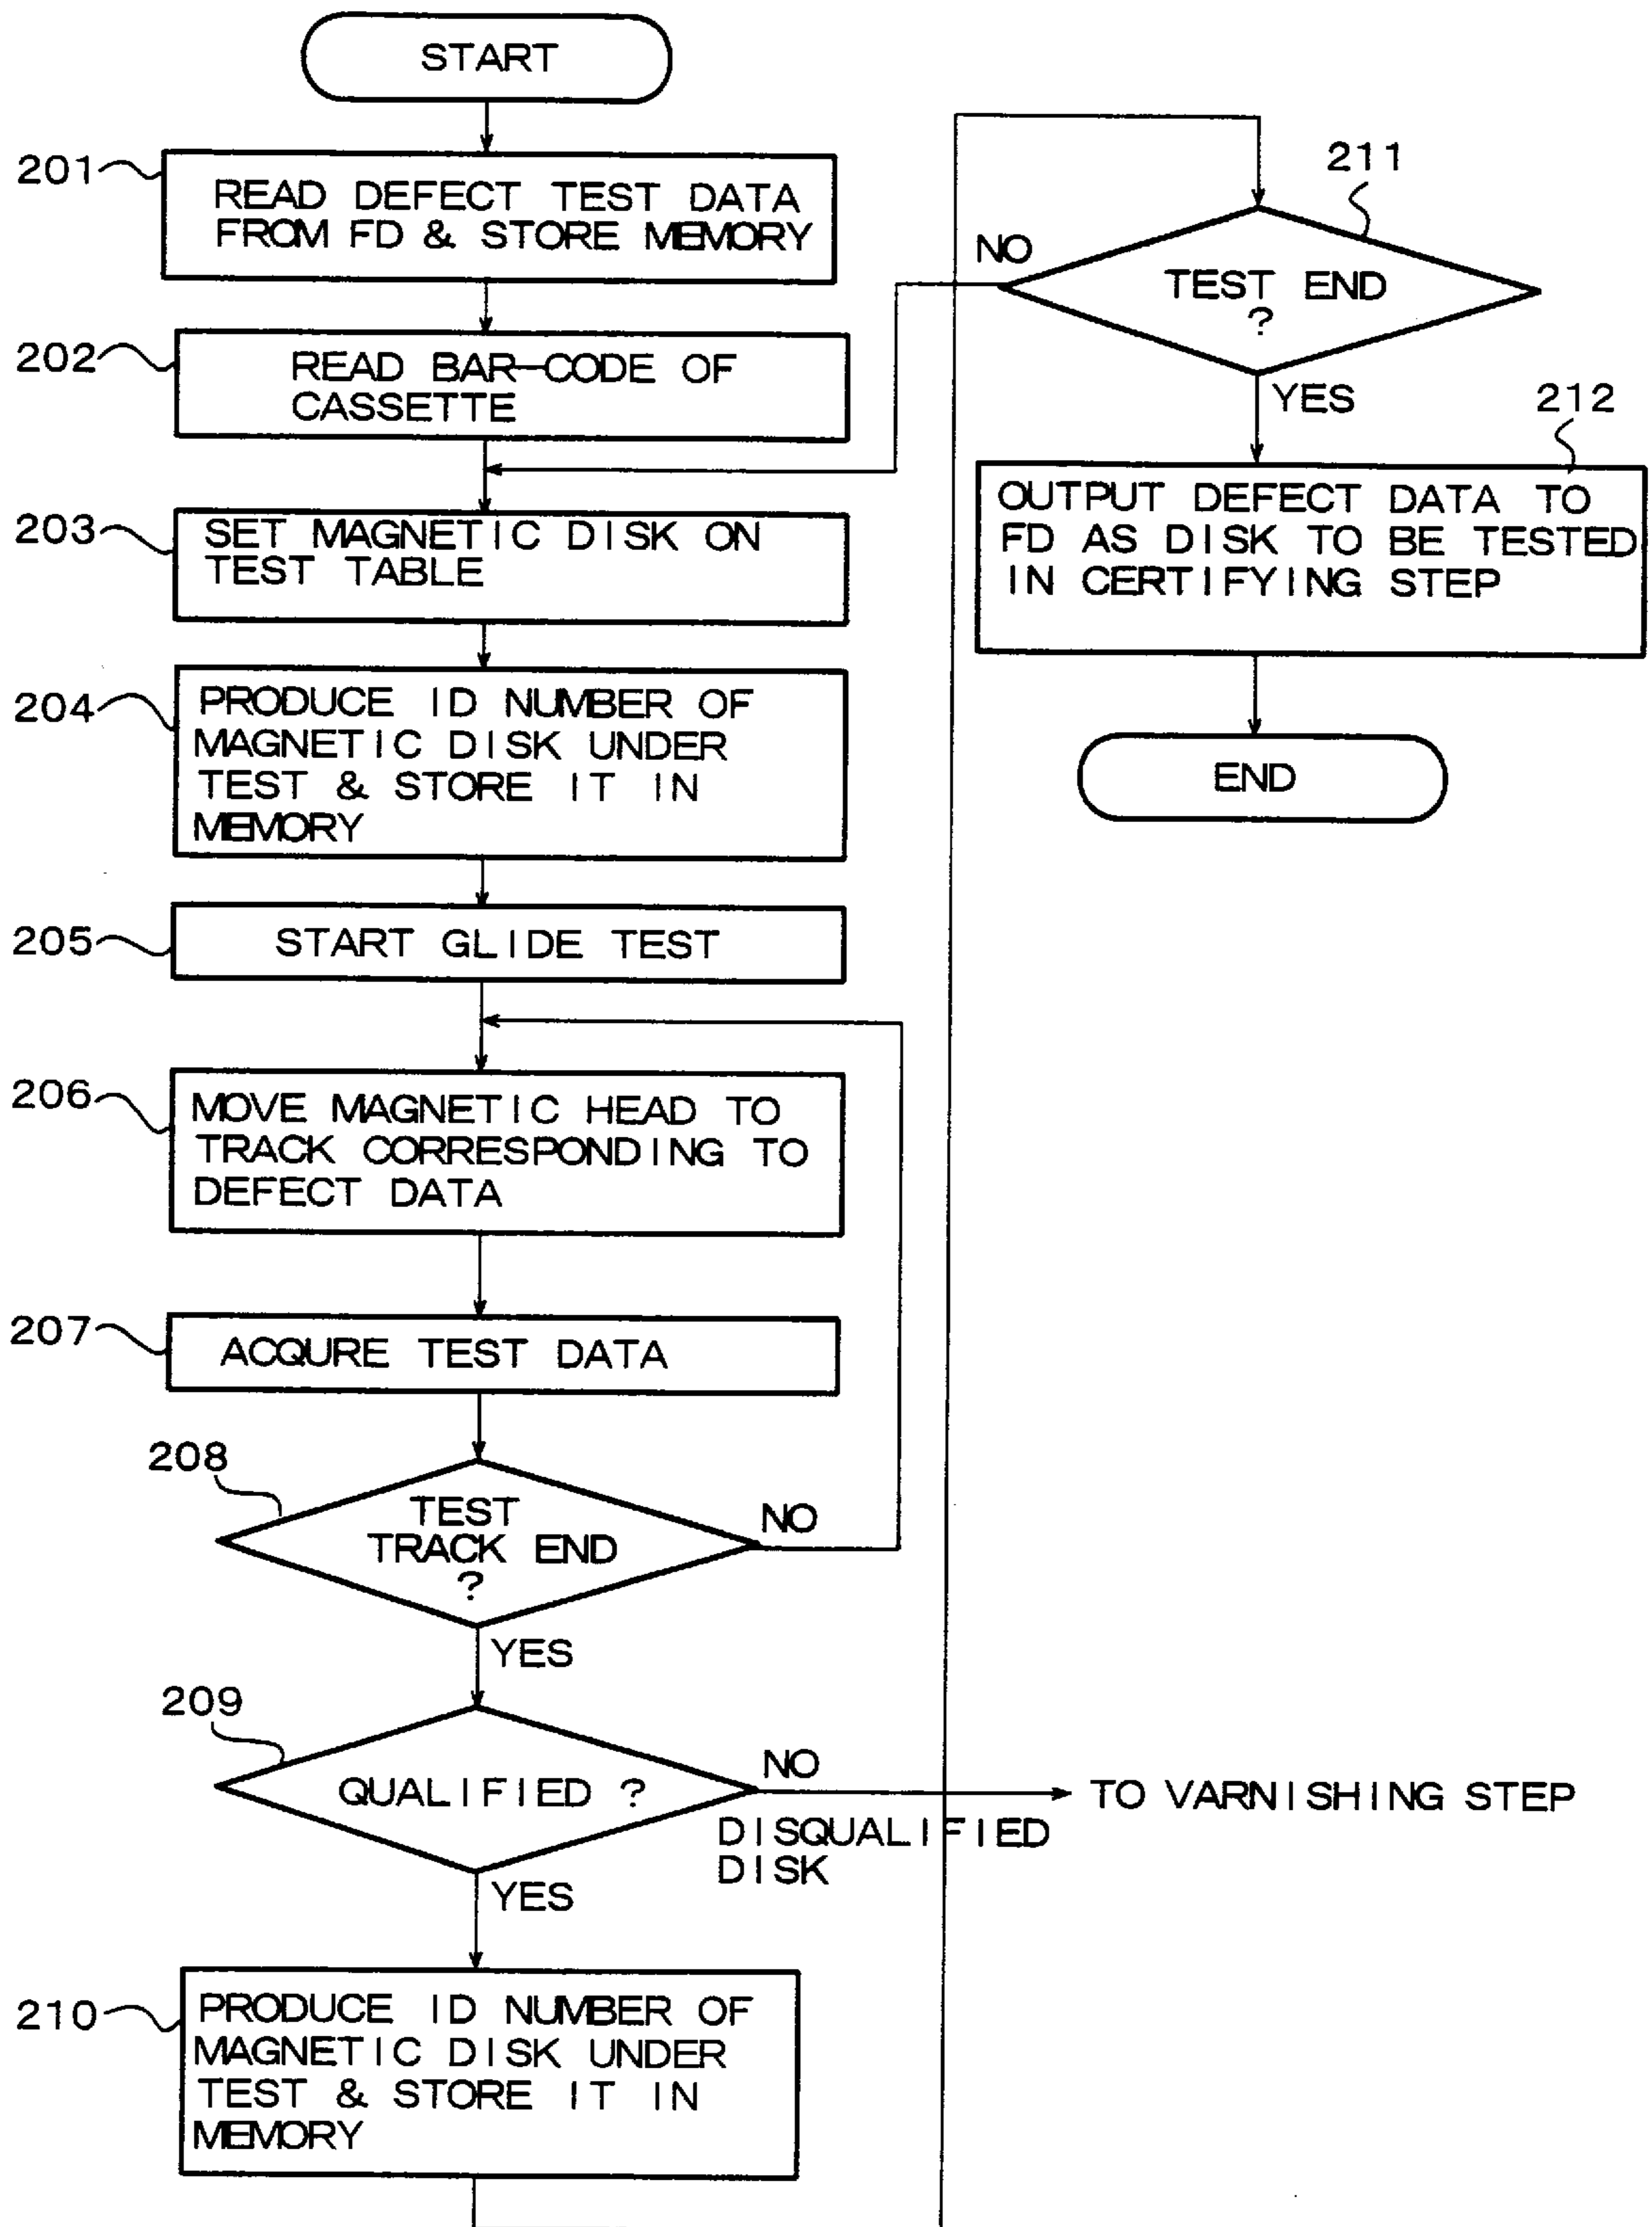 START
201
READ DEFECT TEST DATA
FROM FD & STORE MEMORY
202
READ BAR-CODE OF
CASSETTE
203
SET MAGNETIC DISK ON
TEST TABLE
204
PRODUCE ID NUMBER OF
MAGNETIC DISK UNDER
TEST & STORE IT IN
MEMORY
205
START GLIDE TEST
206
MOVE MAGNETIC HEAD TO
TRACK CORRESPONDING TO
DEFECT DATA
207
ACQURE TEST DATA
208
TEST
TRACK END
?
NO
YES
209
QUALIFIED ?
NO
DISQUALIFIED
DISK
TO VARNISHING STEP
YES
210
PRODUCE ID NUMBER OF
MAGNETIC DISK UNDER
TEST & STORE IT IN
MEMORY
211
NO
TEST END
?
YES
212
OUTPUT DEFECT DATA TO
FD AS DISK TO BE TESTED
IN CERTIFYING STEP
END